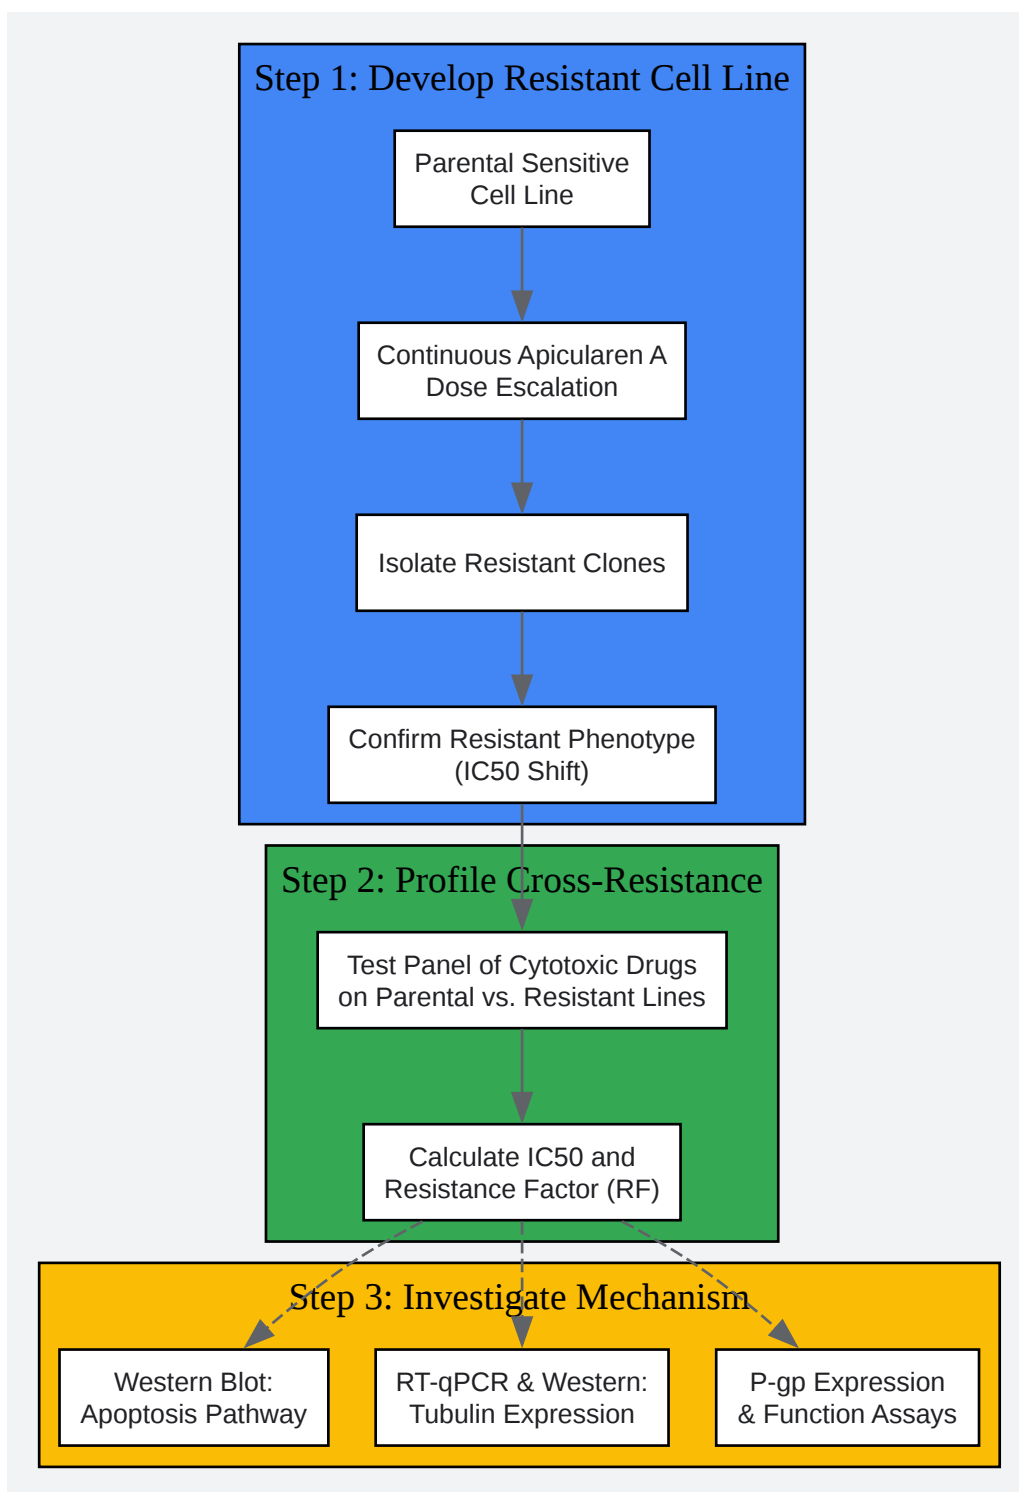 Step 1: Develop Resistant Cell Line
Parental Sensitive
Cell Line
Continuous Apicularen A
Dose Escalation
Isolate Resistant Clones
Confirm Resistant Phenotype
(IC50 Shift)
Step 2: Profile Cross-Resistance
Test Panel of Cytotoxic Drugs
on Parental vs. Resistant Lines
Calculate IC50 and
Resistance Factor (RF)
Step 3: Investigate Mechanism
Western Blot:
Apoptosis Pathway
RT-qPCR & Western:
Tubulin Expression
P-gp Expression
& Function Assays